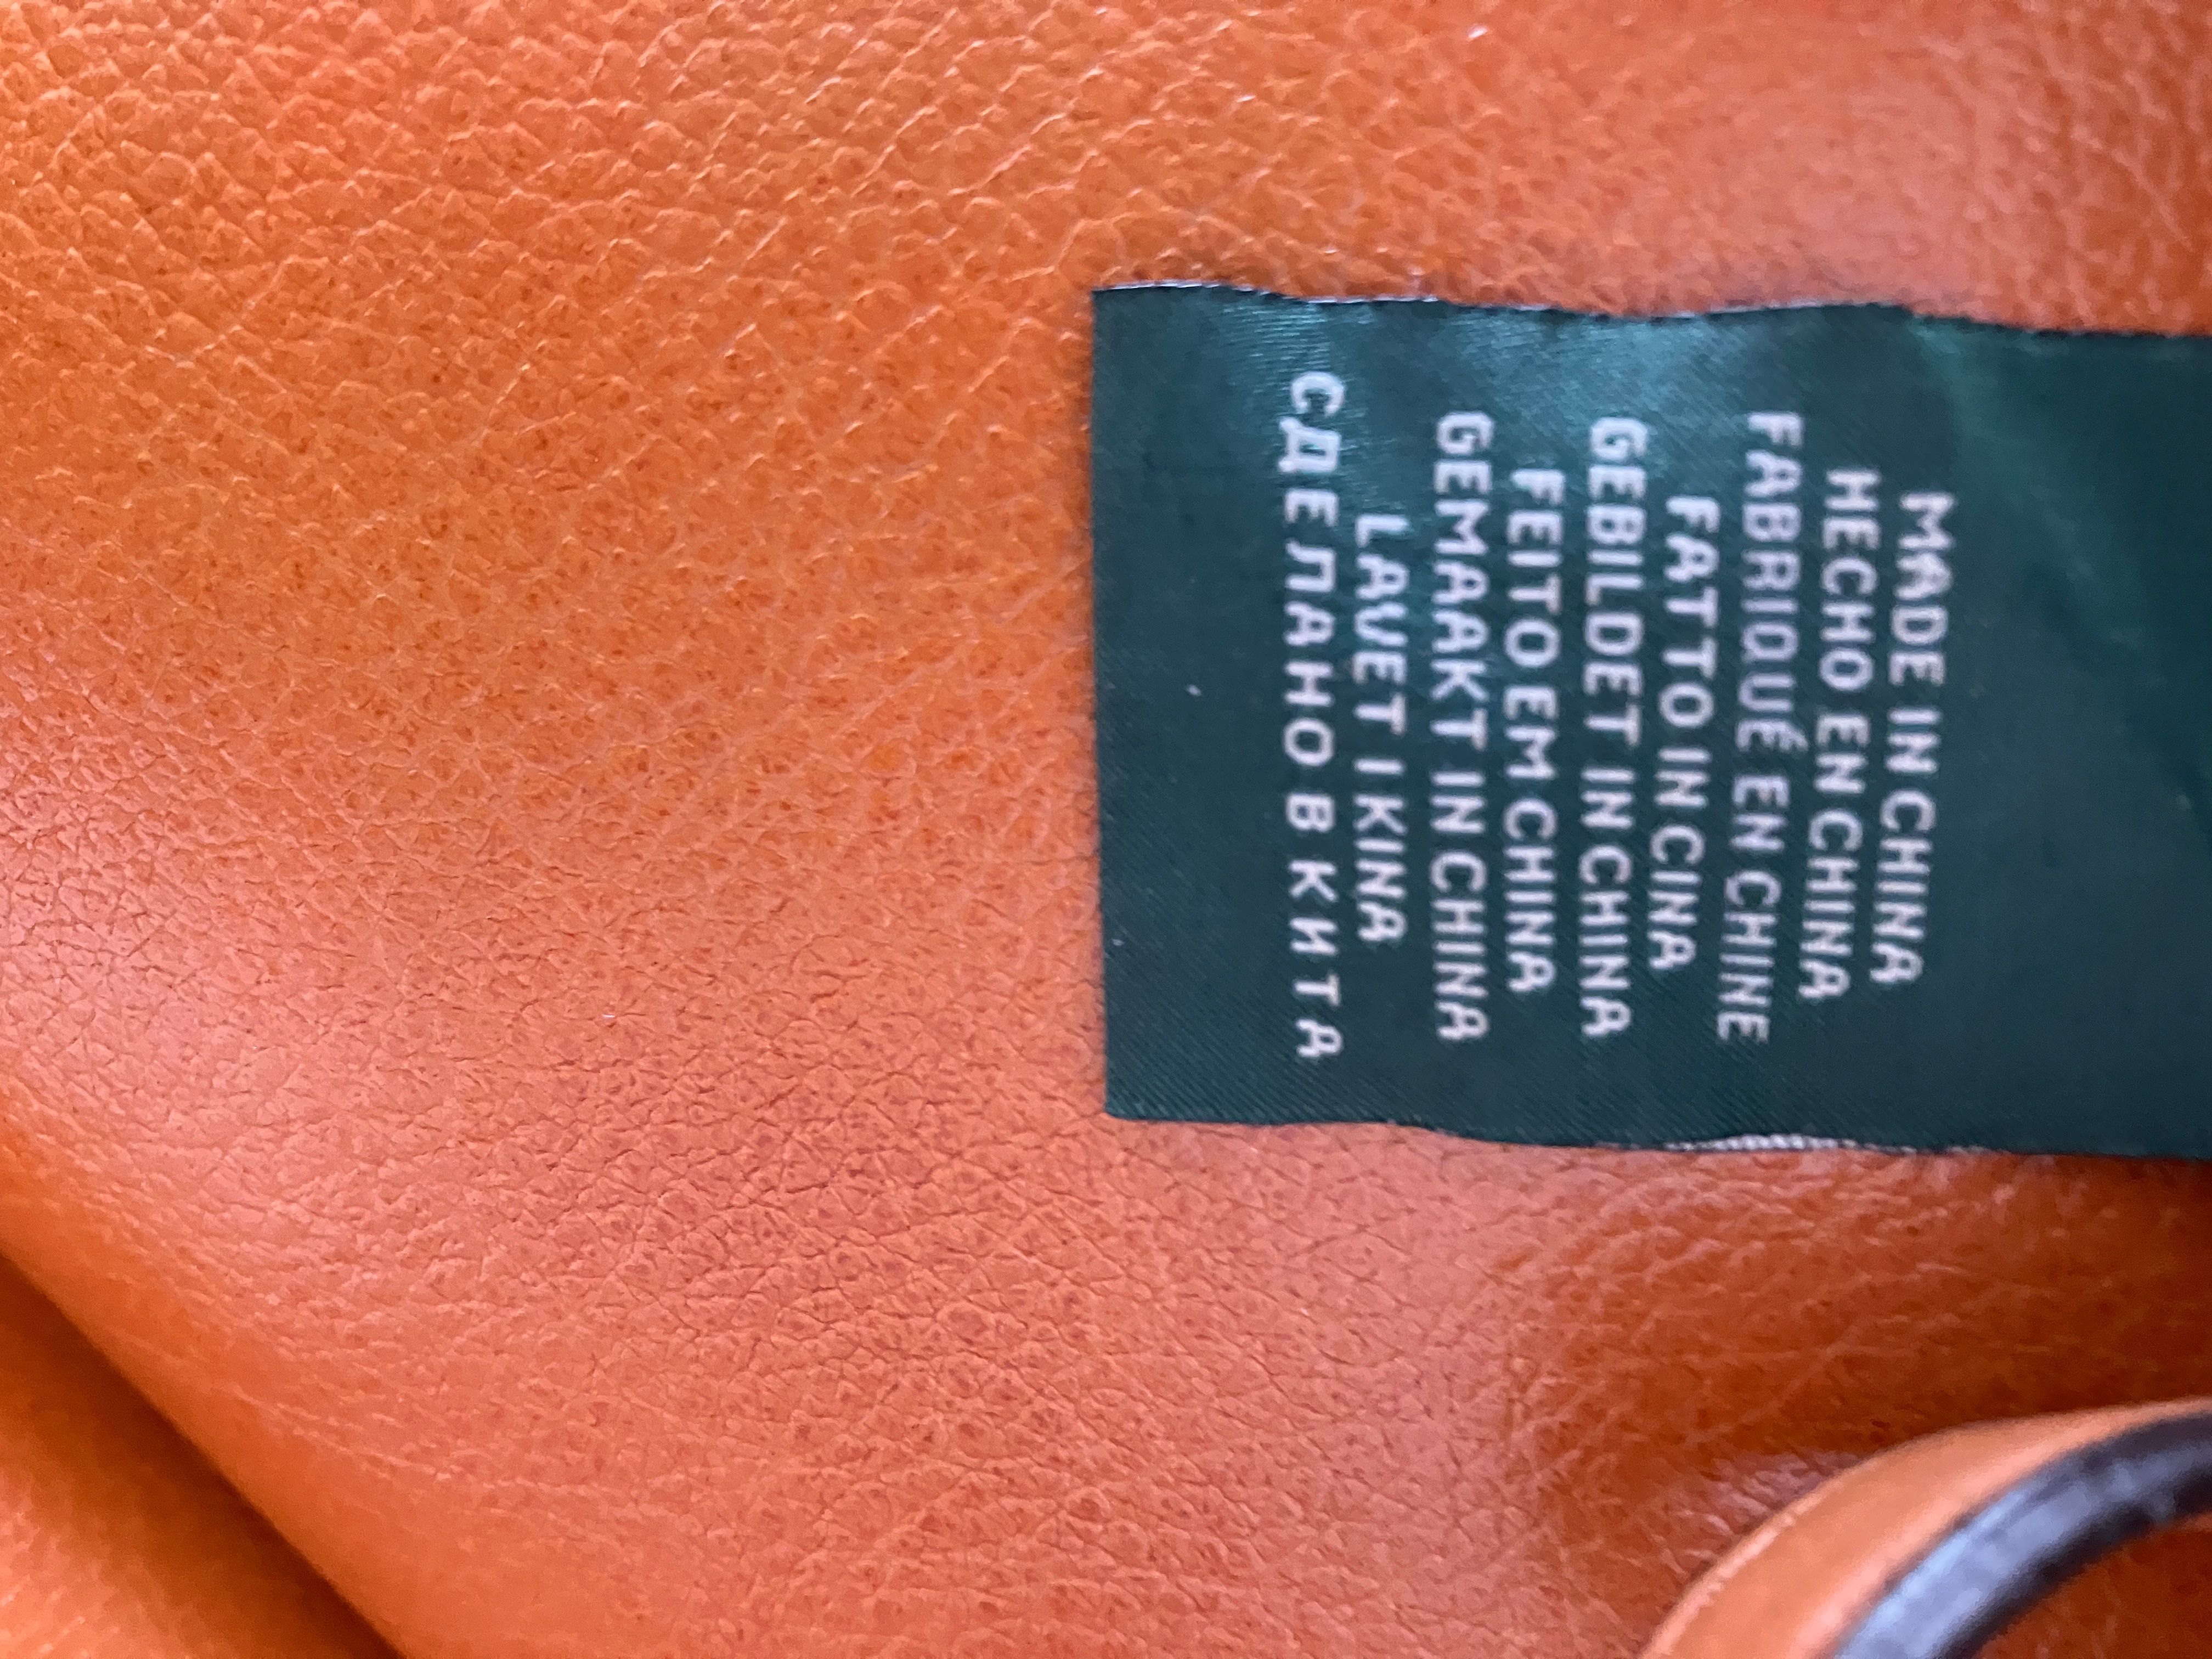 MADE IN CHINA
HECHO EN CHINA
FABRIQUÉ EN CHINE
FATTO IN CINA
GEBILDET IN CHINA
FEITO EM CHINA
GEMAAKT IN CHINA
LAVET I KINA
СДЕЛАНО В КИТА